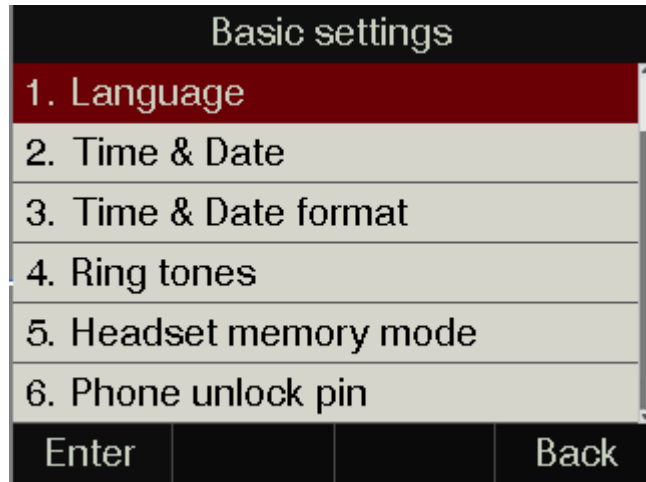 Basic settings
1. Language
2. Time & Date
3. Time & Date format
4. Ring tones
5. Headset memory mode
6. Phone unlock pin
Enter Back